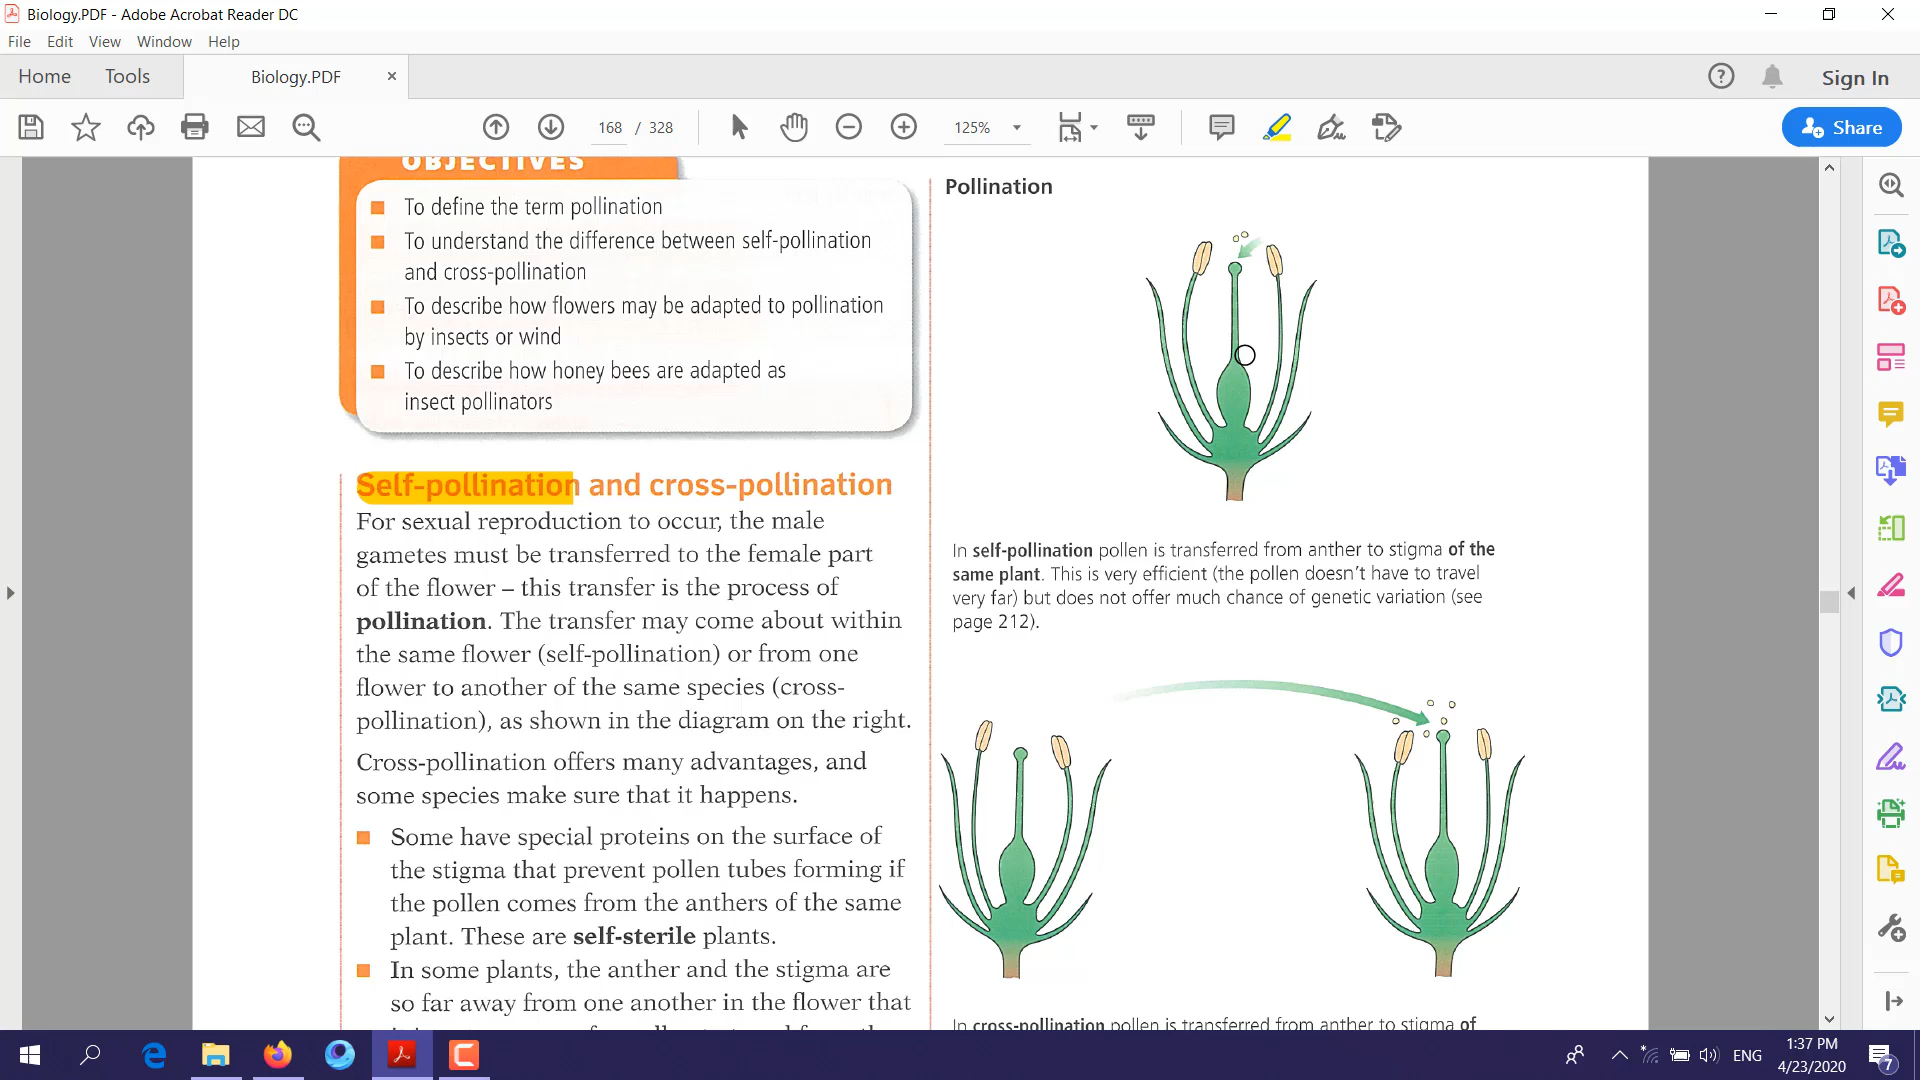 Biology.PDF - Adobe Acrobat Reader DC
File Edit View Window Help
Home Tools Biology.PDF × ? Sign In
168 / 328 125% Share
OBJECTIVES
To define the term pollination
To understand the difference between self-pollination
and cross-pollination
To describe how flowers may be adapted to pollination
by insects or wind
To describe how honey bees are adapted as
insect pollinators
Self-pollination and cross-pollination
For sexual reproduction to occur, the male
gametes must be transferred to the female part
of the flower – this transfer is the process of
pollination. The transfer may come about within
the same flower (self-pollination) or from one
flower to another of the same species (cross-
pollination), as shown in the diagram on the right.
Cross-pollination offers many advantages, and
some species make sure that it happens.
Some have special proteins on the surface of
the stigma that prevent pollen tubes forming if
the pollen comes from the anthers of the same
plant. These are self-sterile plants.
In some plants, the anther and the stigma are
so far away from one another in the flower that
Pollination
In self-pollination pollen is transferred from anther to stigma of the
same plant. This is very efficient (the pollen doesn't have to travel
very far) but does not offer much chance of genetic variation (see
page 212).
In cross-pollination pollen is transferred from anther to stigma of
ENG
1:37 PM
4/23/2020
7